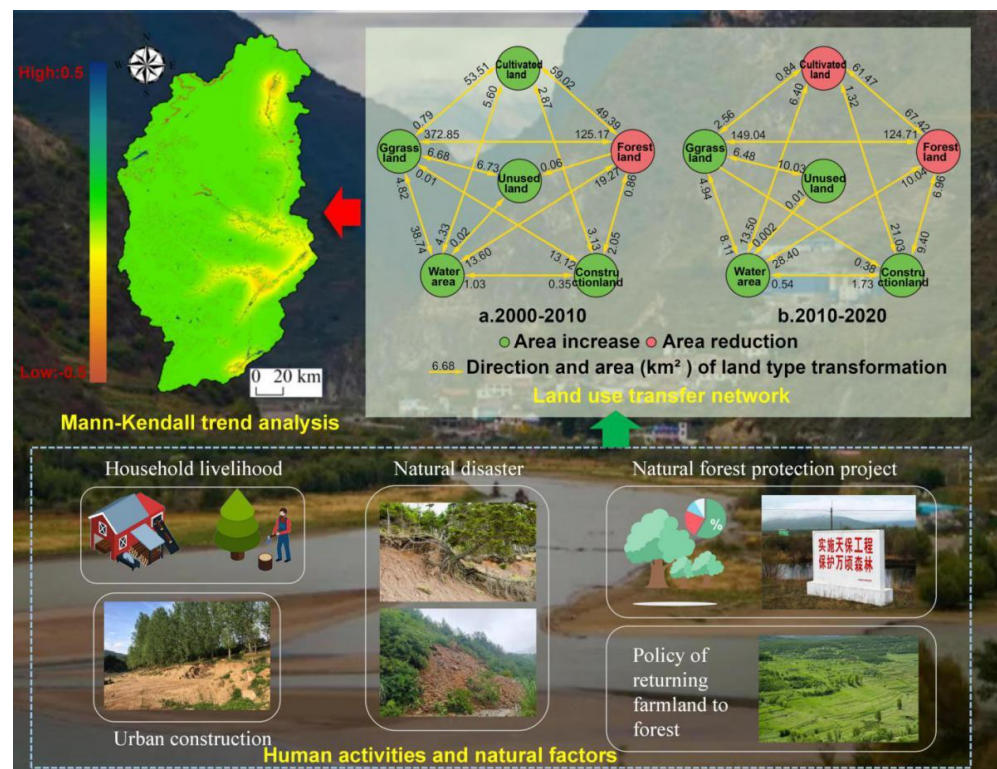 High:0.5
Low:-0.5
N
W
E
S
0 20 km
Mann-Kendall trend analysis
Cultivated
land
Ggrass
land
Forest
land
Unused
land
Water
area
Constru
ctionland
53.51
0.79
5.60
2.87
59.02
49.39
372.85
125.17
6.68
6.73
0.06
0.01
19.27
0.86
4.82
38.74
4.33
0.02
13.60
13.12
3.13
2.05
1.03
0.35
a.2000-2010
Cultivated
land
Ggrass
land
Forest
land
Unused
land
Water
area
Constru
ctionland
0.84
2.56
6.40
1.32
61.47
67.42
149.04
124.71
6.48
10.03
0.01
10.04
6.96
4.94
8.11
13.50
0.002
28.40
0.38
21.03
9.40
0.54
1.73
b.2010-2020
Area increase
Area reduction
6.68 Direction and area (km² ) of land type transformation
Land use transfer network
Household livelihood
Natural disaster
Natural forest protection project
%
实施天保工程
保护万顷森林
Urban construction
Policy of
returning
farmland to
forest
Human activities and natural factors